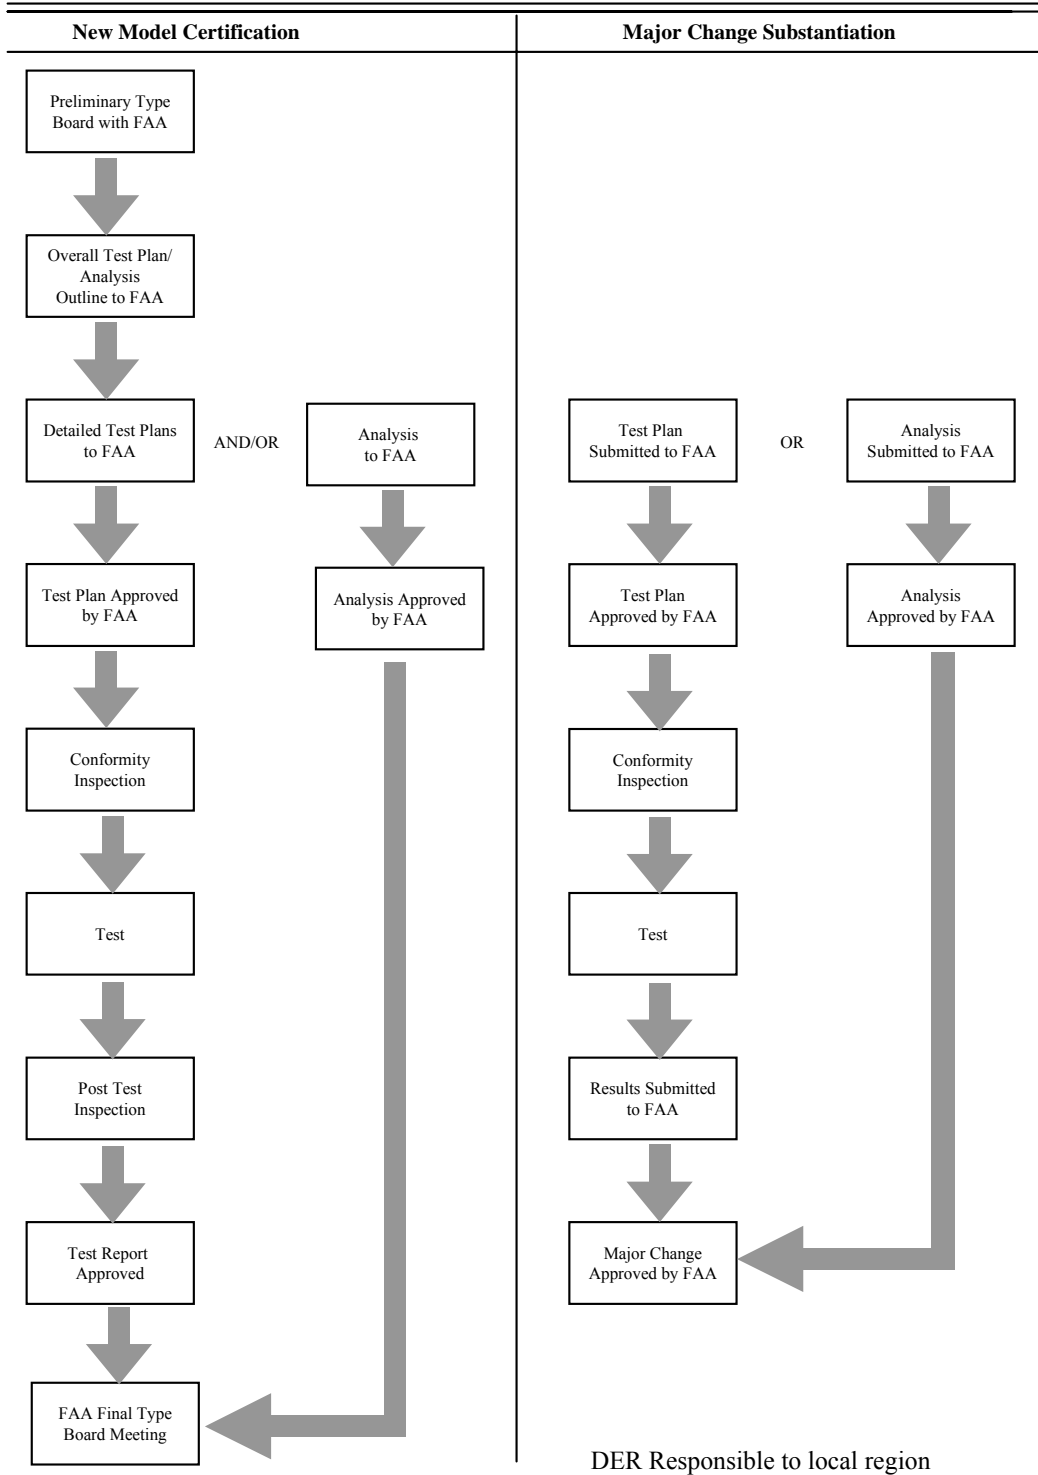 New Model Certification
Major Change Substantiation
Preliminary Type
Board with FAA
Overall Test Plan/
Analysis
Outline to FAA
Detailed Test Plans
to FAA
AND/OR
Analysis
to FAA
Test Plan Approved
by FAA
Analysis Approved
by FAA
Conformity
Inspection
Test
Post Test
Inspection
Test Report
Approved
FAA Final Type
Board Meeting
Test Plan
Submitted to FAA
OR
Analysis
Submitted to FAA
Test Plan
Approved by FAA
Analysis
Approved by FAA
Conformity
Inspection
Test
Results Submitted
to FAA
Major Change
Approved by FAA
DER Responsible to local region